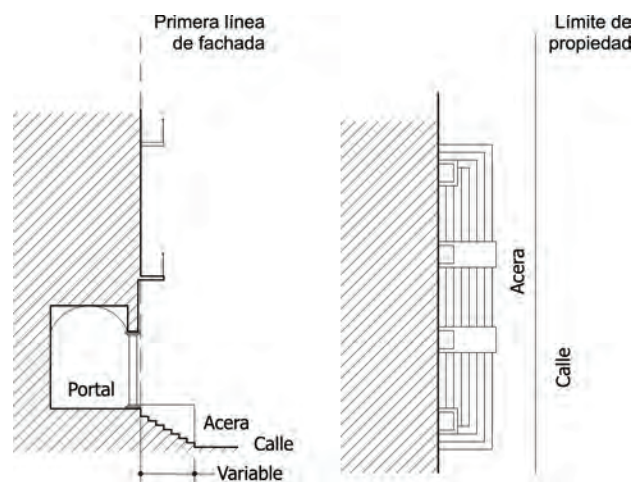 Primera línea
de fachada
Límite de
propiedad
Portal
Acera
Calle
Variable
Acera
Calle